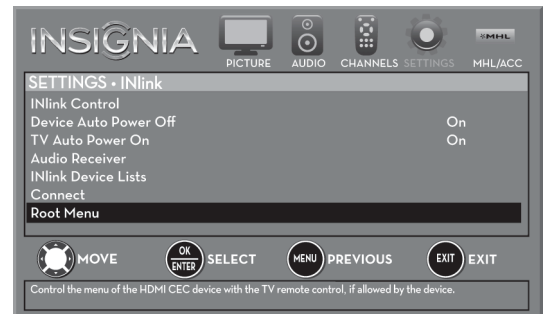 INSIGNIA
PICTURE AUDIO CHANNELS SETTINGS MHL/ACC
MHL
SETTINGS • INlink
INlink Control
Device Auto Power Off On
TV Auto Power On On
Audio Receiver
INlink Device Lists
Connect
Root Menu
MOVE OK ENTER SELECT MENU PREVIOUS EXIT EXIT
Control the menu of the HDMI CEC device with the TV remote control, if allowed by the device.